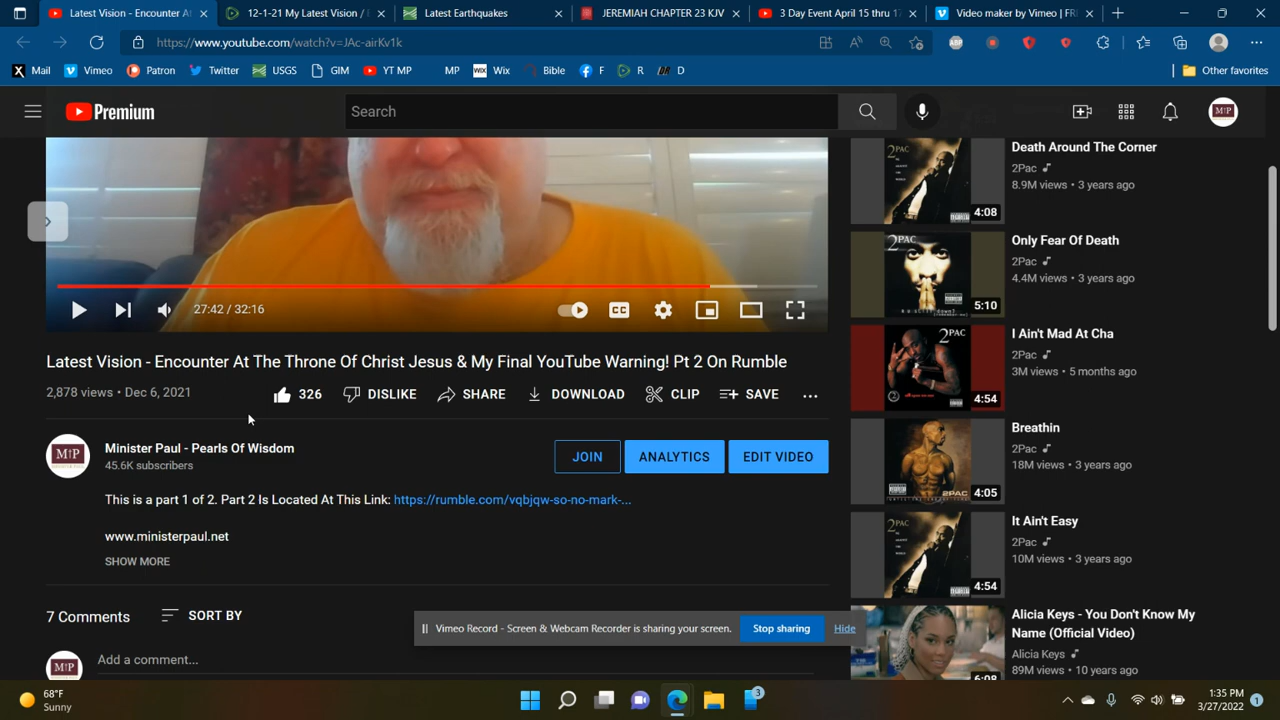 Latest Vision - Encounter At
12-1-21 My Latest Vision /
Latest Earthquakes
JEREMIAH CHAPTER 23 KJV
3 Day Event April 15 thru 17
Video maker by Vimeo | FRE
https://www.youtube.com/watch?v=JAc-airKv1k
Mail
Vimeo
Patron
Twitter
USGS
GIM
YT MP
MP
Wix
Bible
F
R
D
Other favorites
Premium
Search
M|P
27:42 / 32:16
CC
Latest Vision - Encounter At The Throne Of Christ Jesus & My Final YouTube Warning! Pt 2 On Rumble
2,878 views • Dec 6, 2021
326
DISLIKE
SHARE
DOWNLOAD
CLIP
SAVE
M|P
Minister Paul - Pearls Of Wisdom
45.6K subscribers
JOIN
ANALYTICS
EDIT VIDEO
This is a part 1 of 2. Part 2 Is Located At This Link: https://rumble.com/vqbjqw-so-no-mark-...
www.ministerpaul.net
SHOW MORE
7 Comments
SORT BY
M|P
Add a comment...
Death Around The Corner
2Pac
8.9M views • 3 years ago
4:08
Only Fear Of Death
2Pac
4.4M views • 3 years ago
5:10
I Ain't Mad At Cha
2Pac
3M views • 5 months ago
4:54
Breathin
2Pac
18M views • 3 years ago
4:05
It Ain't Easy
2Pac
10M views • 3 years ago
4:54
Alicia Keys - You Don't Know My
Name (Official Video)
Alicia Keys
89M views • 10 years ago
6:08
Vimeo Record - Screen & Webcam Recorder is sharing your screen.
Stop sharing
Hide
68°F
Sunny
3
1:35 PM
3/27/2022
1